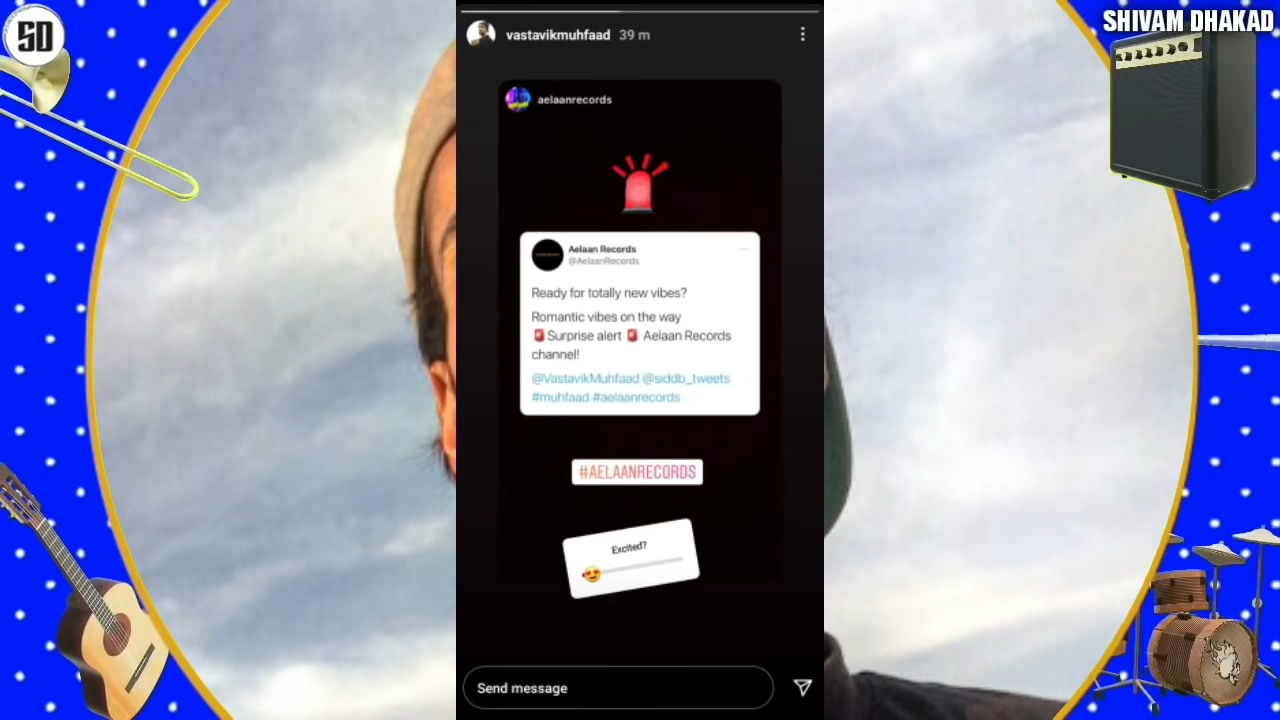 SD
SHIVAM DHAKAD
vastavikmuhfaad 39 m
aelaanrecords
Aelaan Records
@AelaanRecords
Ready for totally new vibes?
Romantic vibes on the way
🚨Surprise alert 🚨 Aelaan Records
channel!
@VastavikMuhfaad @siddb_tweets
#muhfaad #aelaanrecords
#AELAANRECORDS
Excited?
Send message